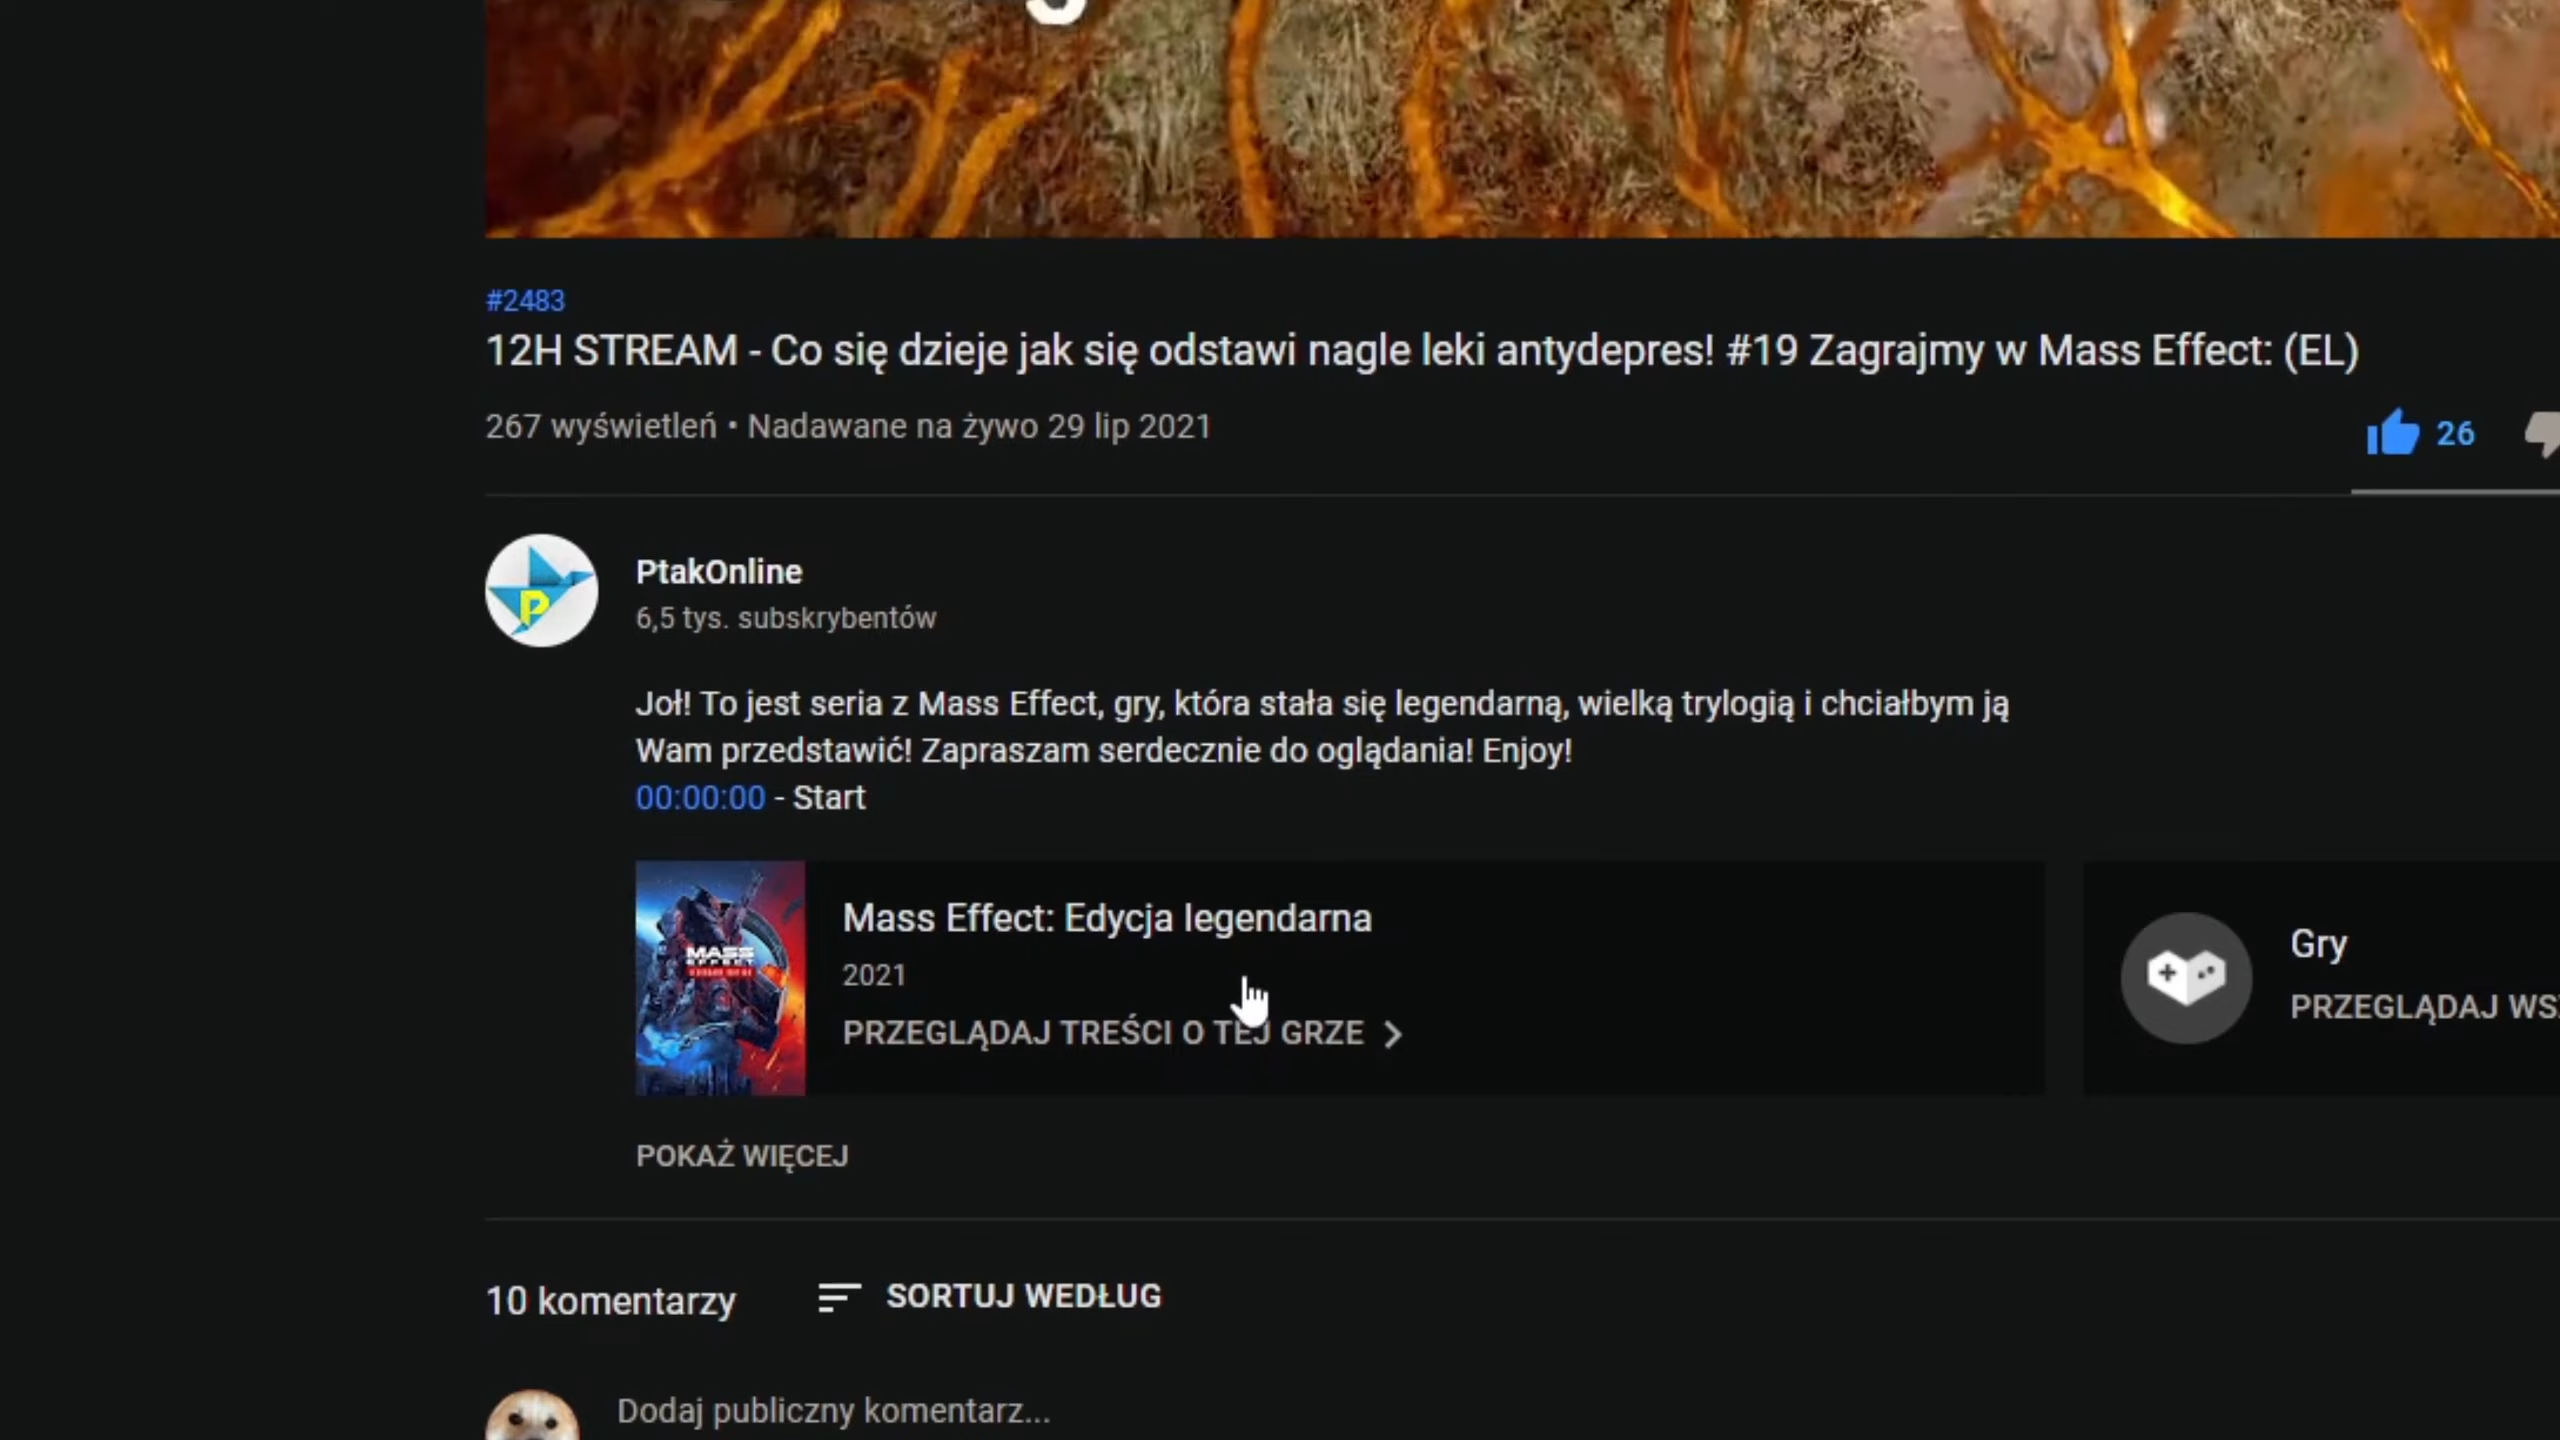 #2483
12H STREAM - Co się dzieje jak się odstawi nagle leki antydepres! #19 Zagrajmy w Mass Effect: (EL)
267 wyświetleń • Nadawane na żywo 29 lip 2021
26
P
PtakOnline
6,5 tys. subskrybentów
Joł! To jest seria z Mass Effect, gry, która stała się legendarną, wielką trylogią i chciałbym ją
Wam przedstawić! Zapraszam serdecznie do oglądania! Enjoy!
00:00:00 - Start
MASS
EFFECT
Mass Effect: Edycja legendarna
2021
PRZEGLĄDAJ TREŚCI O TEJ GRZE
Gry
PRZEGLĄDAJ
POKAŻ WIĘCEJ
10 komentarzy
SORTUJ WEDŁUG
Dodaj publiczny komentarz...